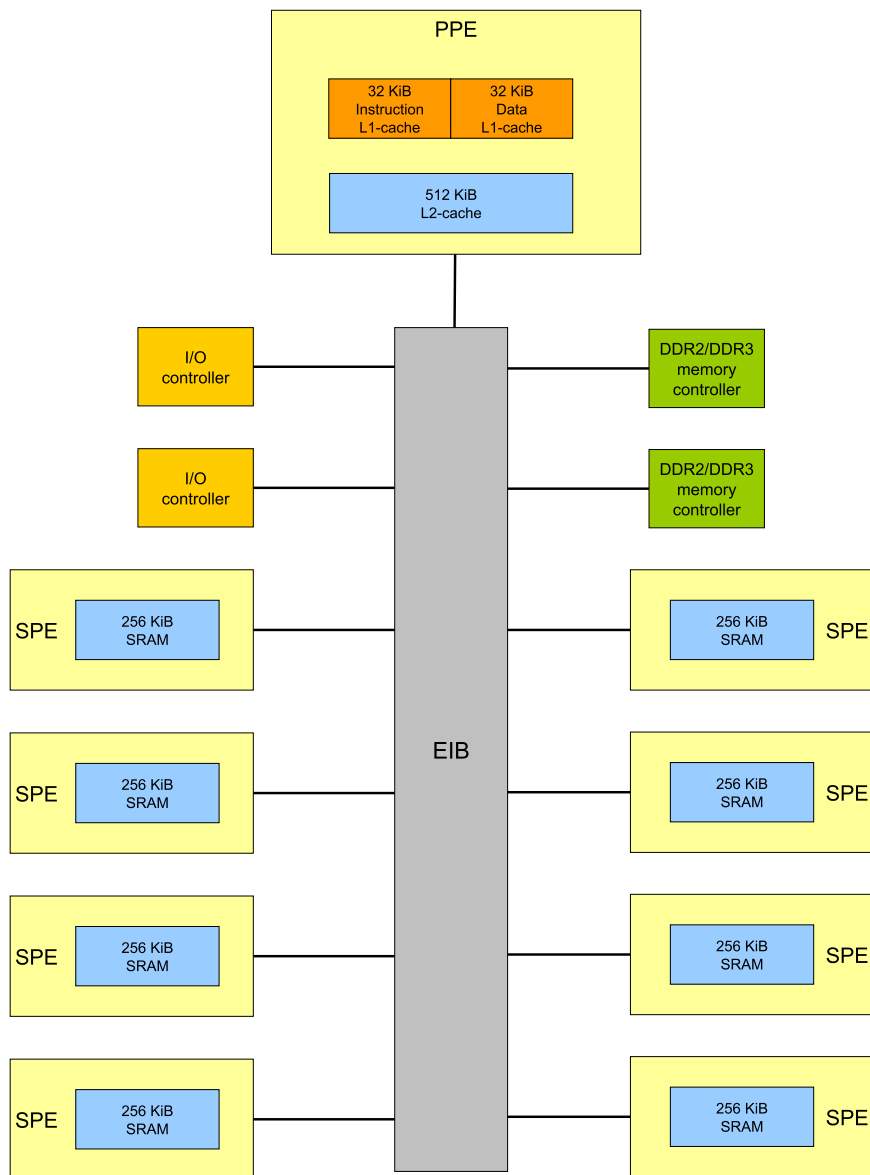 PPE
32 KiB
Instruction
L1-cache
32 KiB
Data
L1-cache
512 KiB
L2-cache
I/O
controller
DDR2/DDR3
memory
controller
I/O
controller
DDR2/DDR3
memory
controller
SPE
256 KiB
SRAM
256 KiB
SRAM
SPE
EIB
SPE
256 KiB
SRAM
256 KiB
SRAM
SPE
SPE
256 KiB
SRAM
256 KiB
SRAM
SPE
SPE
256 KiB
SRAM
256 KiB
SRAM
SPE